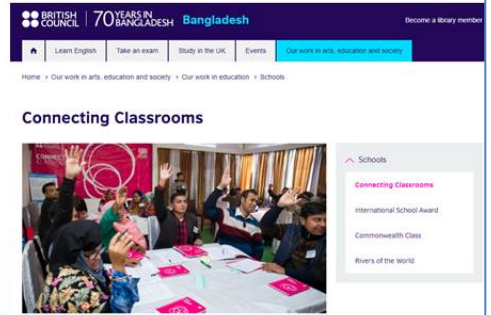 BRITISH COUNCIL 70 YEARS IN BANGLADESH Bangladesh
Become a library member
Learn English Take an exam Study in the UK Events Our work in arts, education and society
Home > Our work in arts, education and society > Our work in education > Schools
Connecting Classrooms
Schools
Connecting Classrooms
International School Award
Commonwealth Class
Rivers of the World